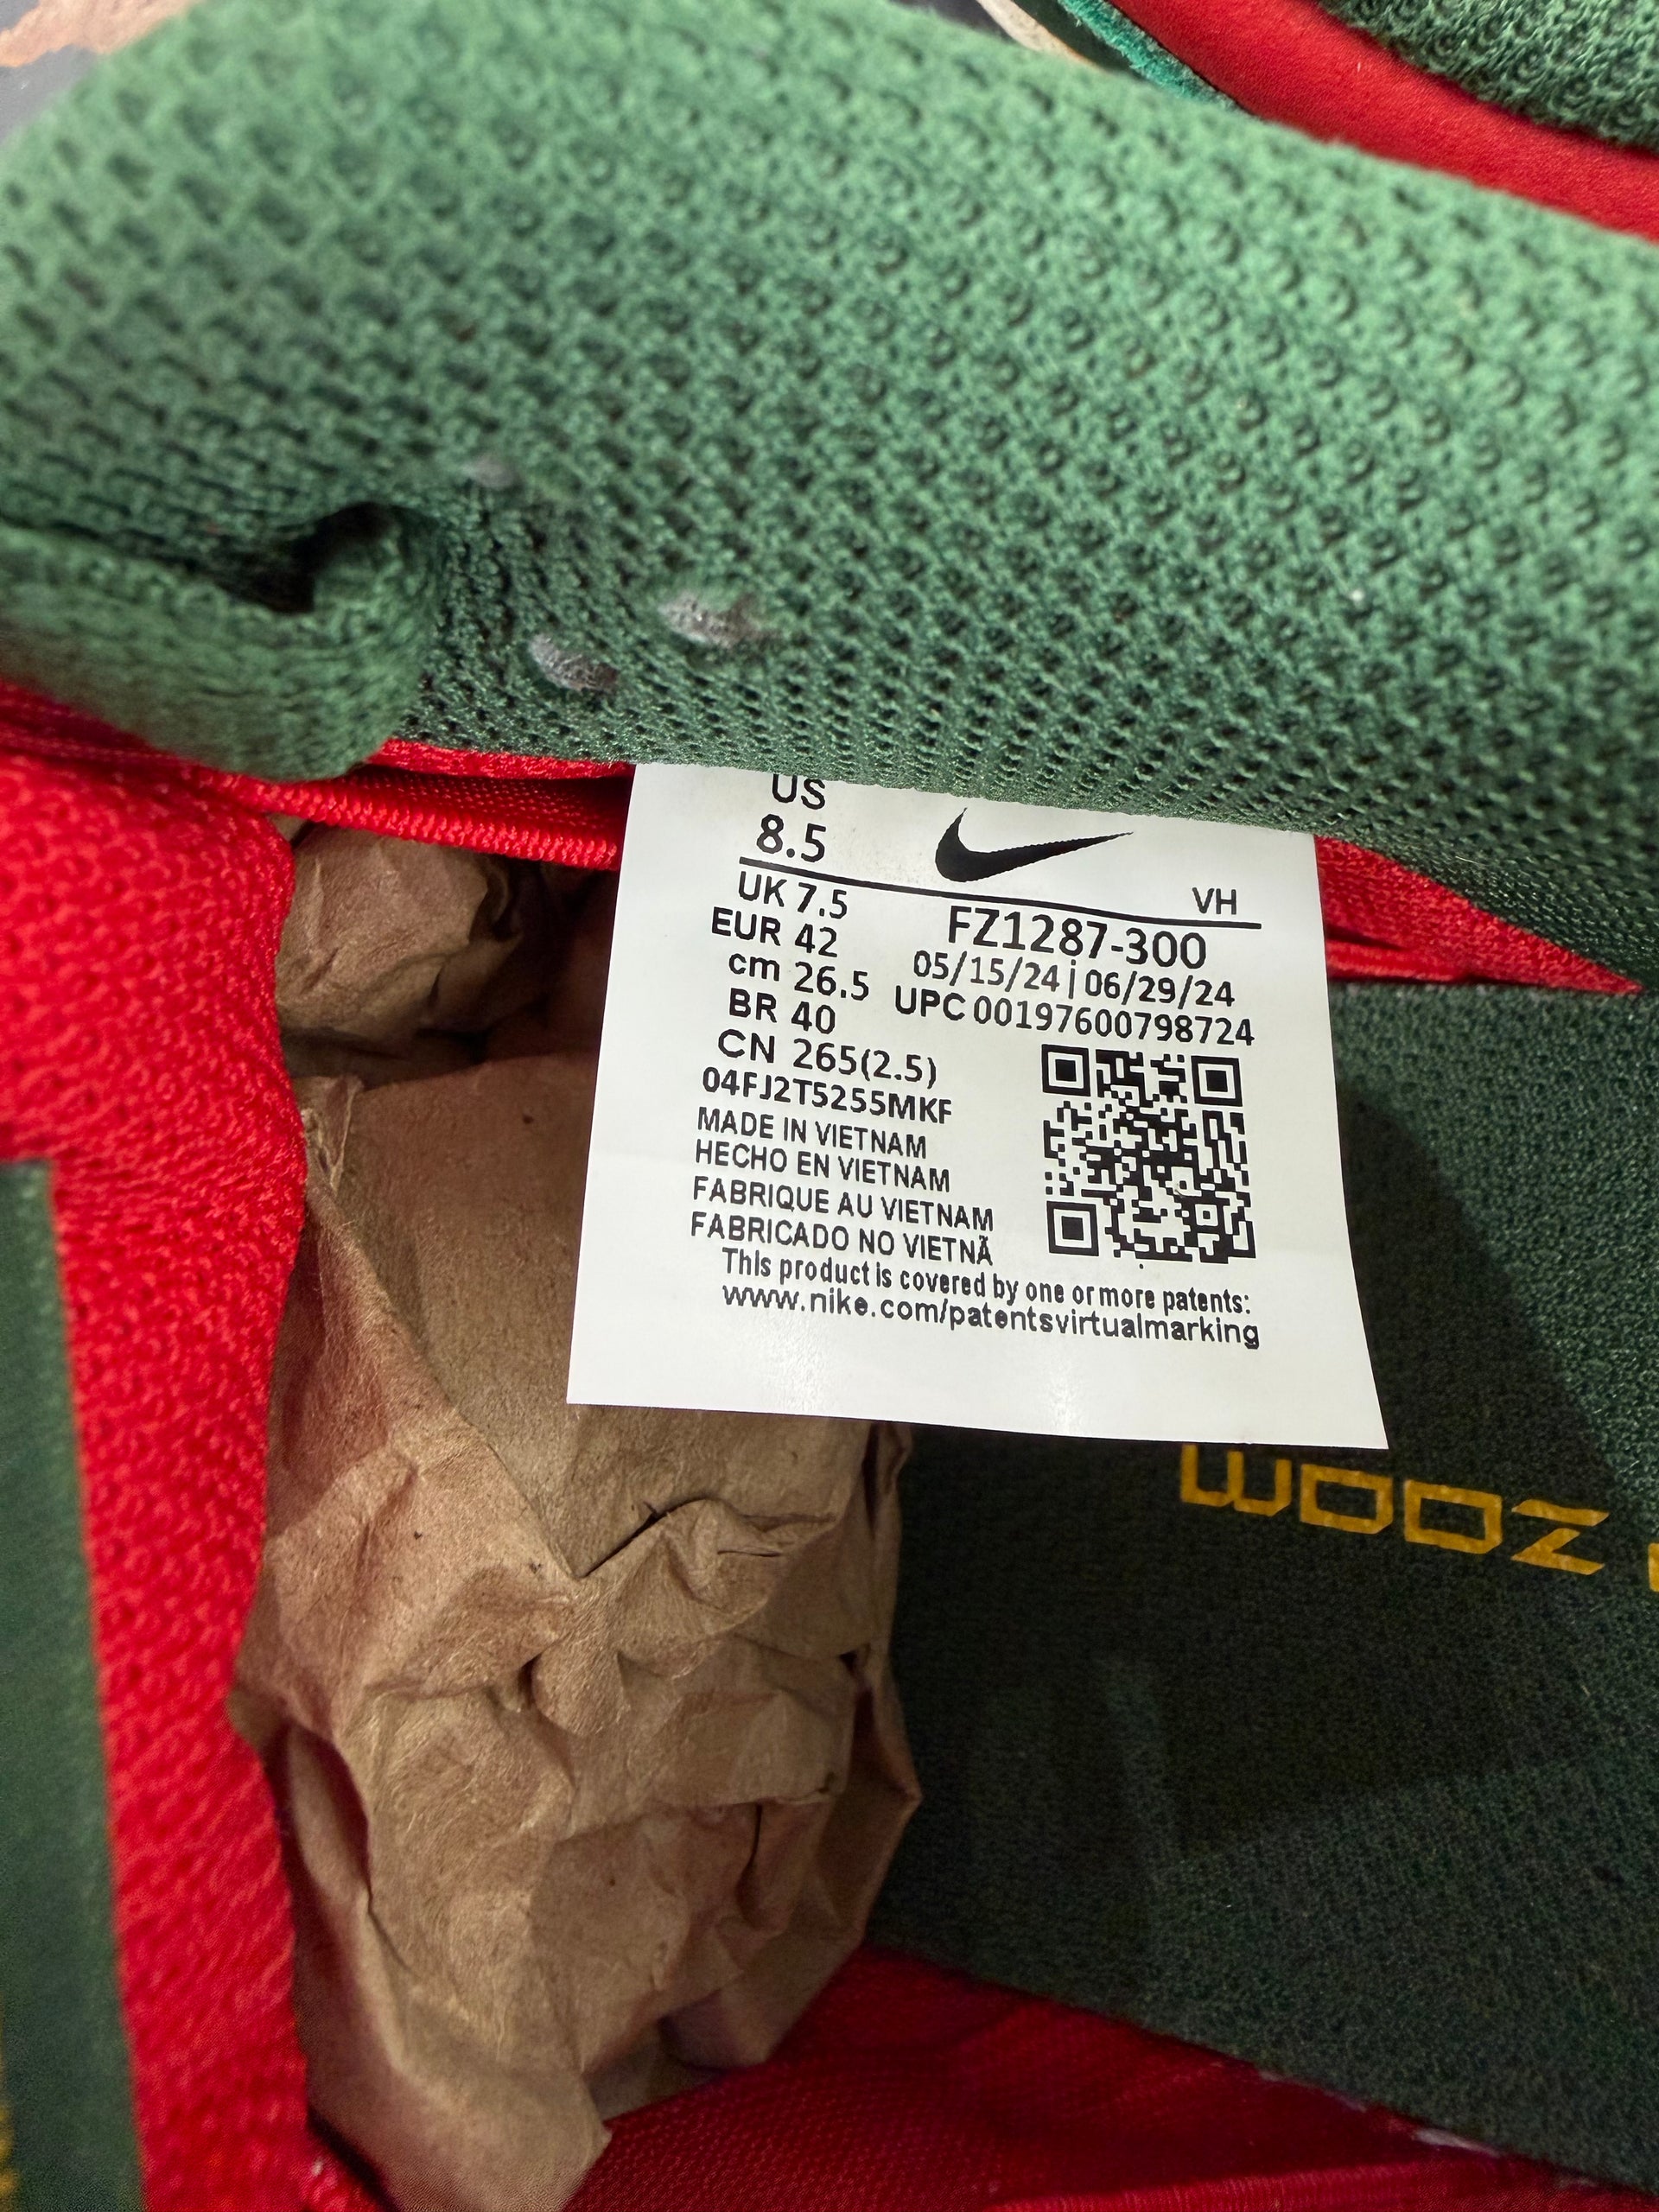 US
8.5
VH
UK 7.5
FZ1287-300
EUR 42
05/15/24 | 06/29/24
cm 26.5
UPC 00197600798724
BR 40
CN 265(2.5)
04FJ2T5255MKF
MADE IN VIETNAM
HECHO EN VIETNAM
FABRIQUE AU VIETNAM
FABRICADO NO VIETNÃ
This product is covered by one or more patents:
www.nike.com/patentsvirtualmarking
ZOOM